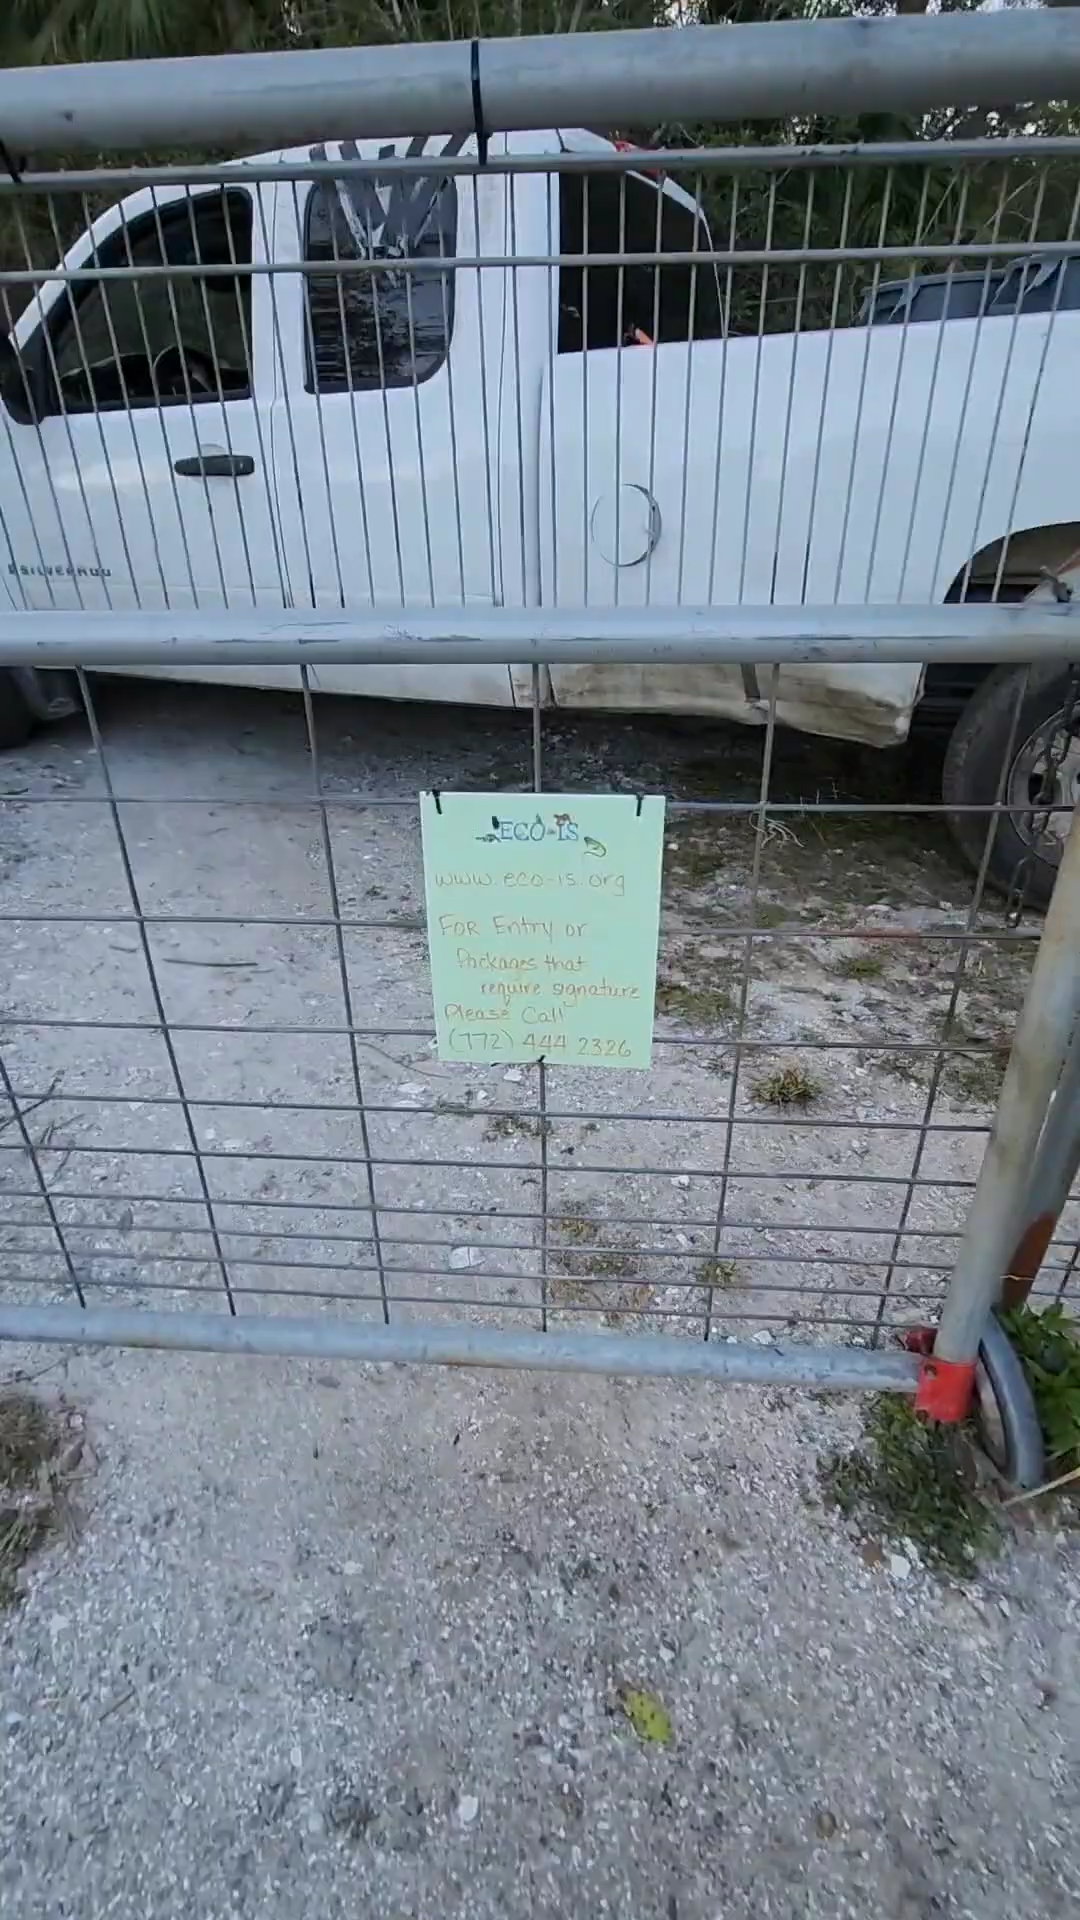 SILVERADO
ECO-IS
www.eco-is.org
FOR Entry or
Packages that
require signature
Please Call
(772) 444 2326